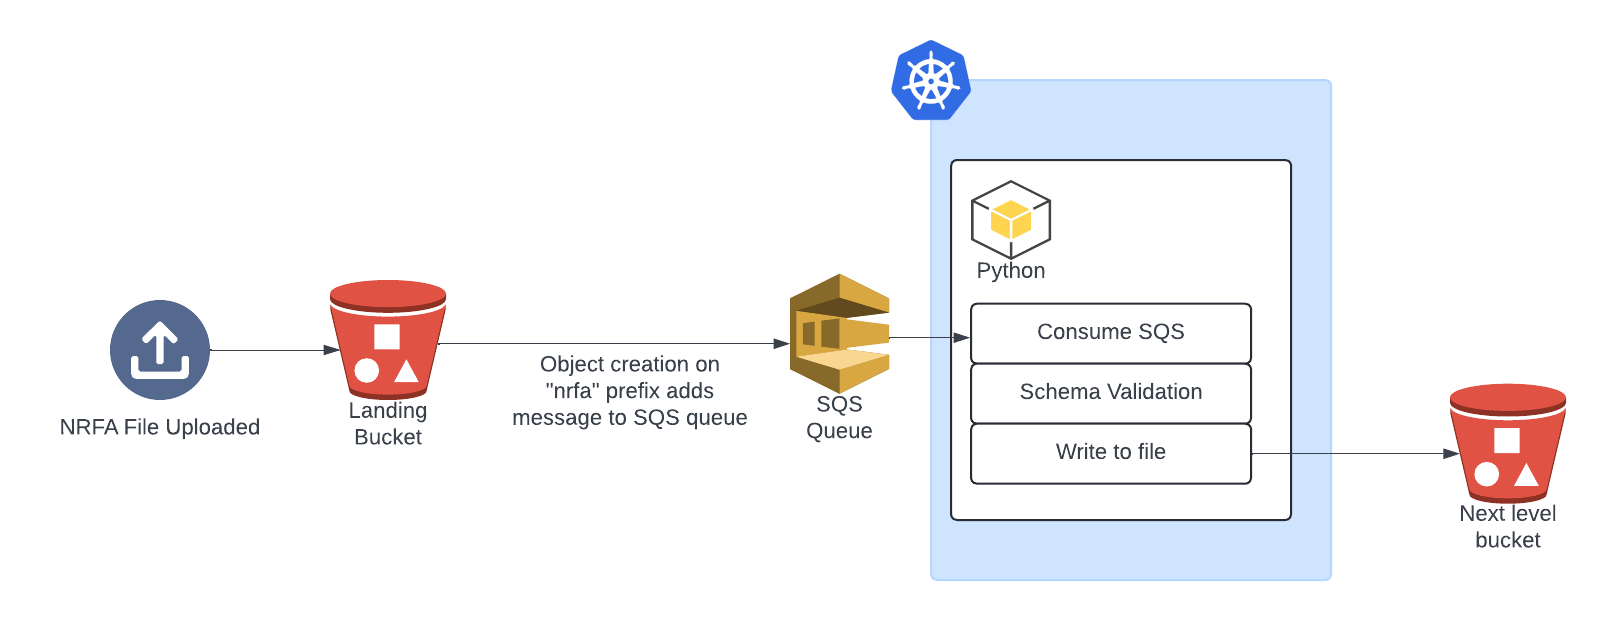 NRFA File Uploaded
Landing
Bucket
Object creation on
"nrfa" prefix adds
message to SQS queue
SQS
Queue
Python
Consume SQS
Schema Validation
Write to file
Next level
bucket